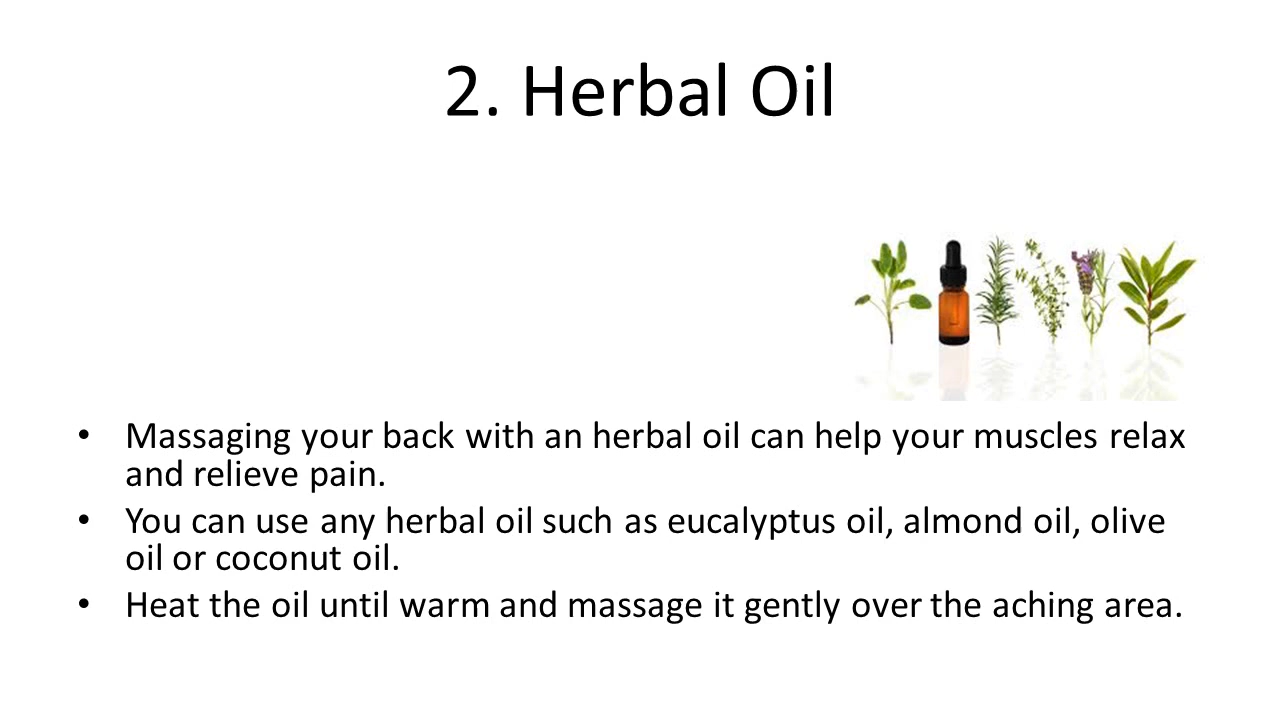 2. Herbal Oil
• Massaging your back with an herbal oil can help your muscles relax
and relieve pain.
• You can use any herbal oil such as eucalyptus oil, almond oil, olive
oil or coconut oil.
• Heat the oil until warm and massage it gently over the aching area.